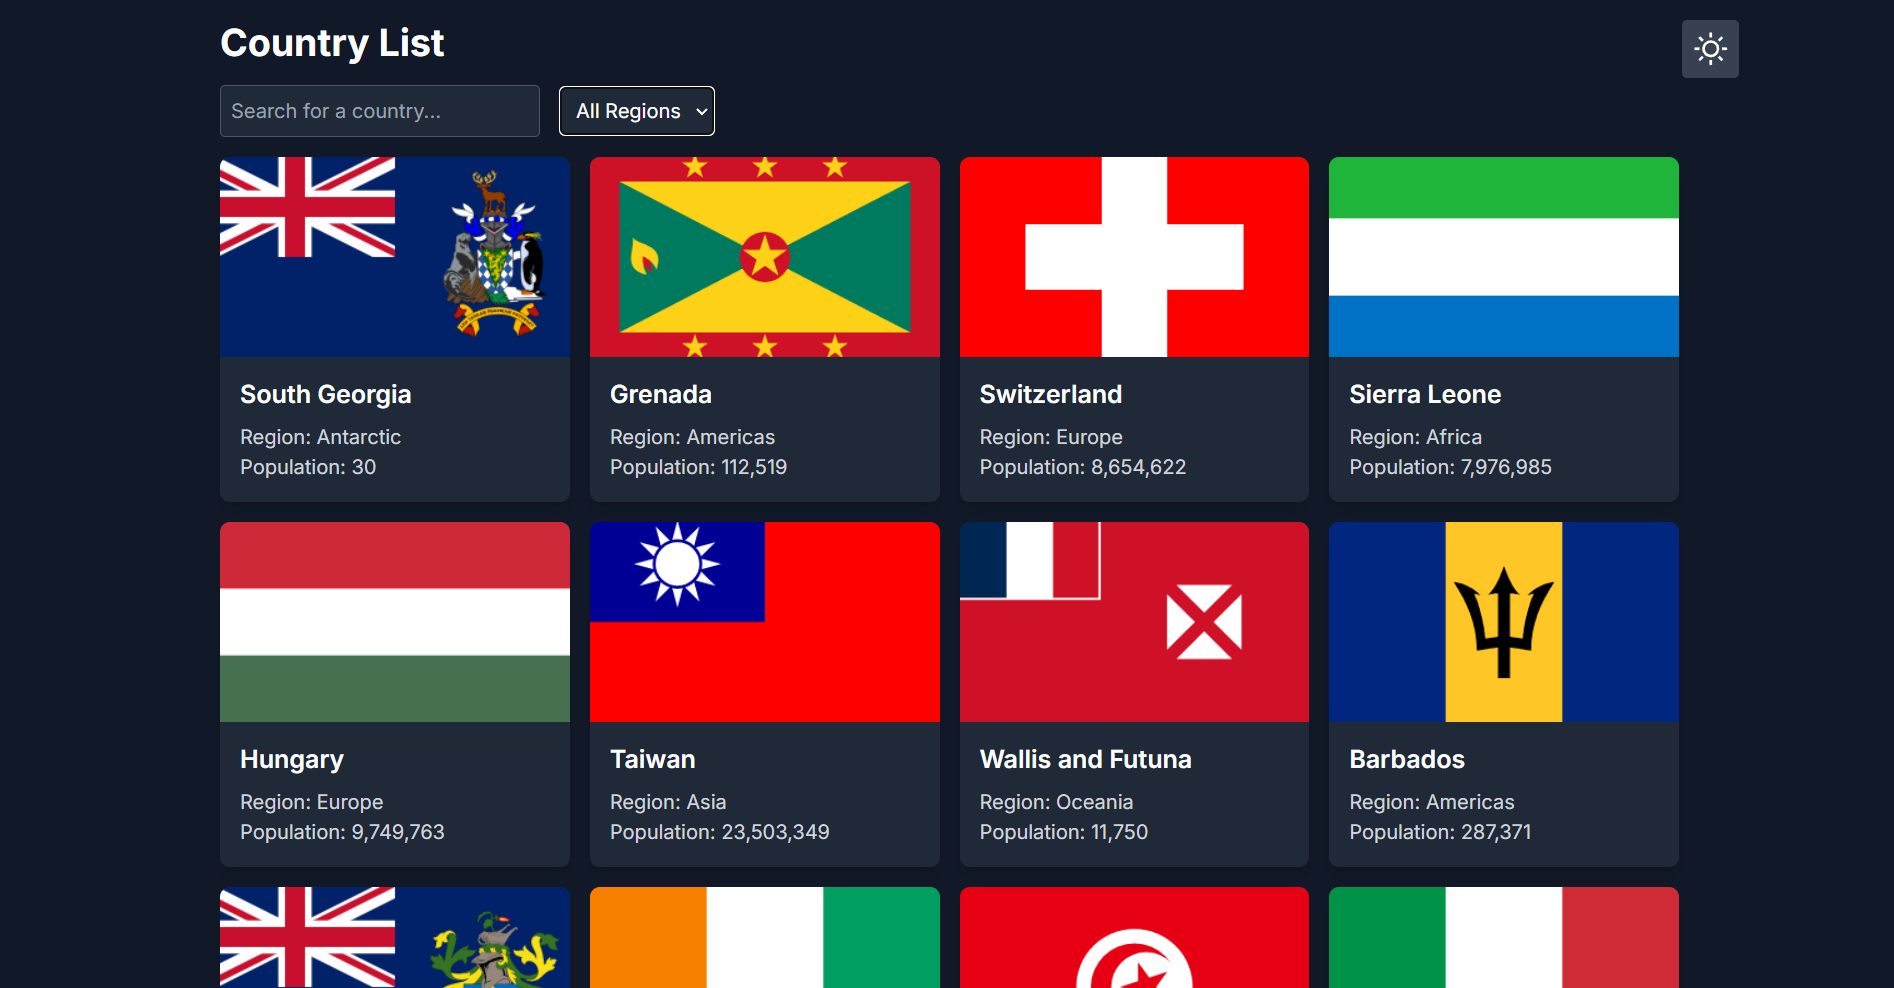 Country List
Search for a country...
All Regions
South Georgia
Region: Antarctic
Population: 30
Grenada
Region: Americas
Population: 112,519
Switzerland
Region: Europe
Population: 8,654,622
Sierra Leone
Region: Africa
Population: 7,976,985
Hungary
Region: Europe
Population: 9,749,763
Taiwan
Region: Asia
Population: 23,503,349
Wallis and Futuna
Region: Oceania
Population: 11,750
Barbados
Region: Americas
Population: 287,371